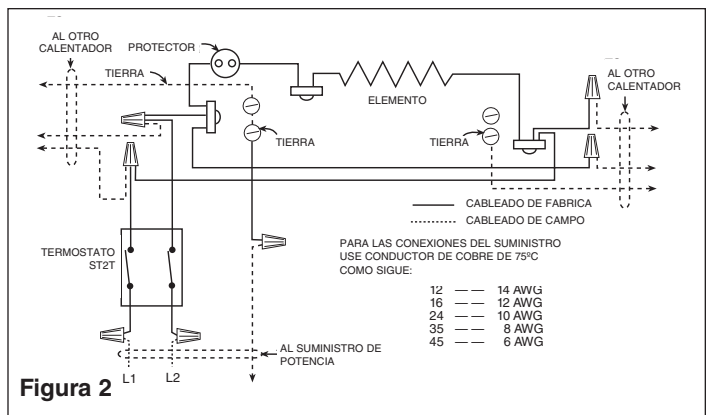 AL OTRO
CALENTADOR
PROTECTOR
TIERRA
ELEMENTO
AL OTRO
CALENTADOR
TIERRA
TIERRA
CABLEADO DE FABRICA
CABLEADO DE CAMPO
TERMOSTATO
ST2T
PARA LAS CONEXIONES DEL SUMINISTRO
USE CONDUCTOR DE COBRE DE 75ºC
COMO SIGUE:
12 — — 14 AWG
16 — — 12 AWG
24 — — 10 AWG
35 — — 8 AWG
45 — — 6 AWG
AL SUMINISTRO DE
POTENCIA
L1 L2
Figura 2